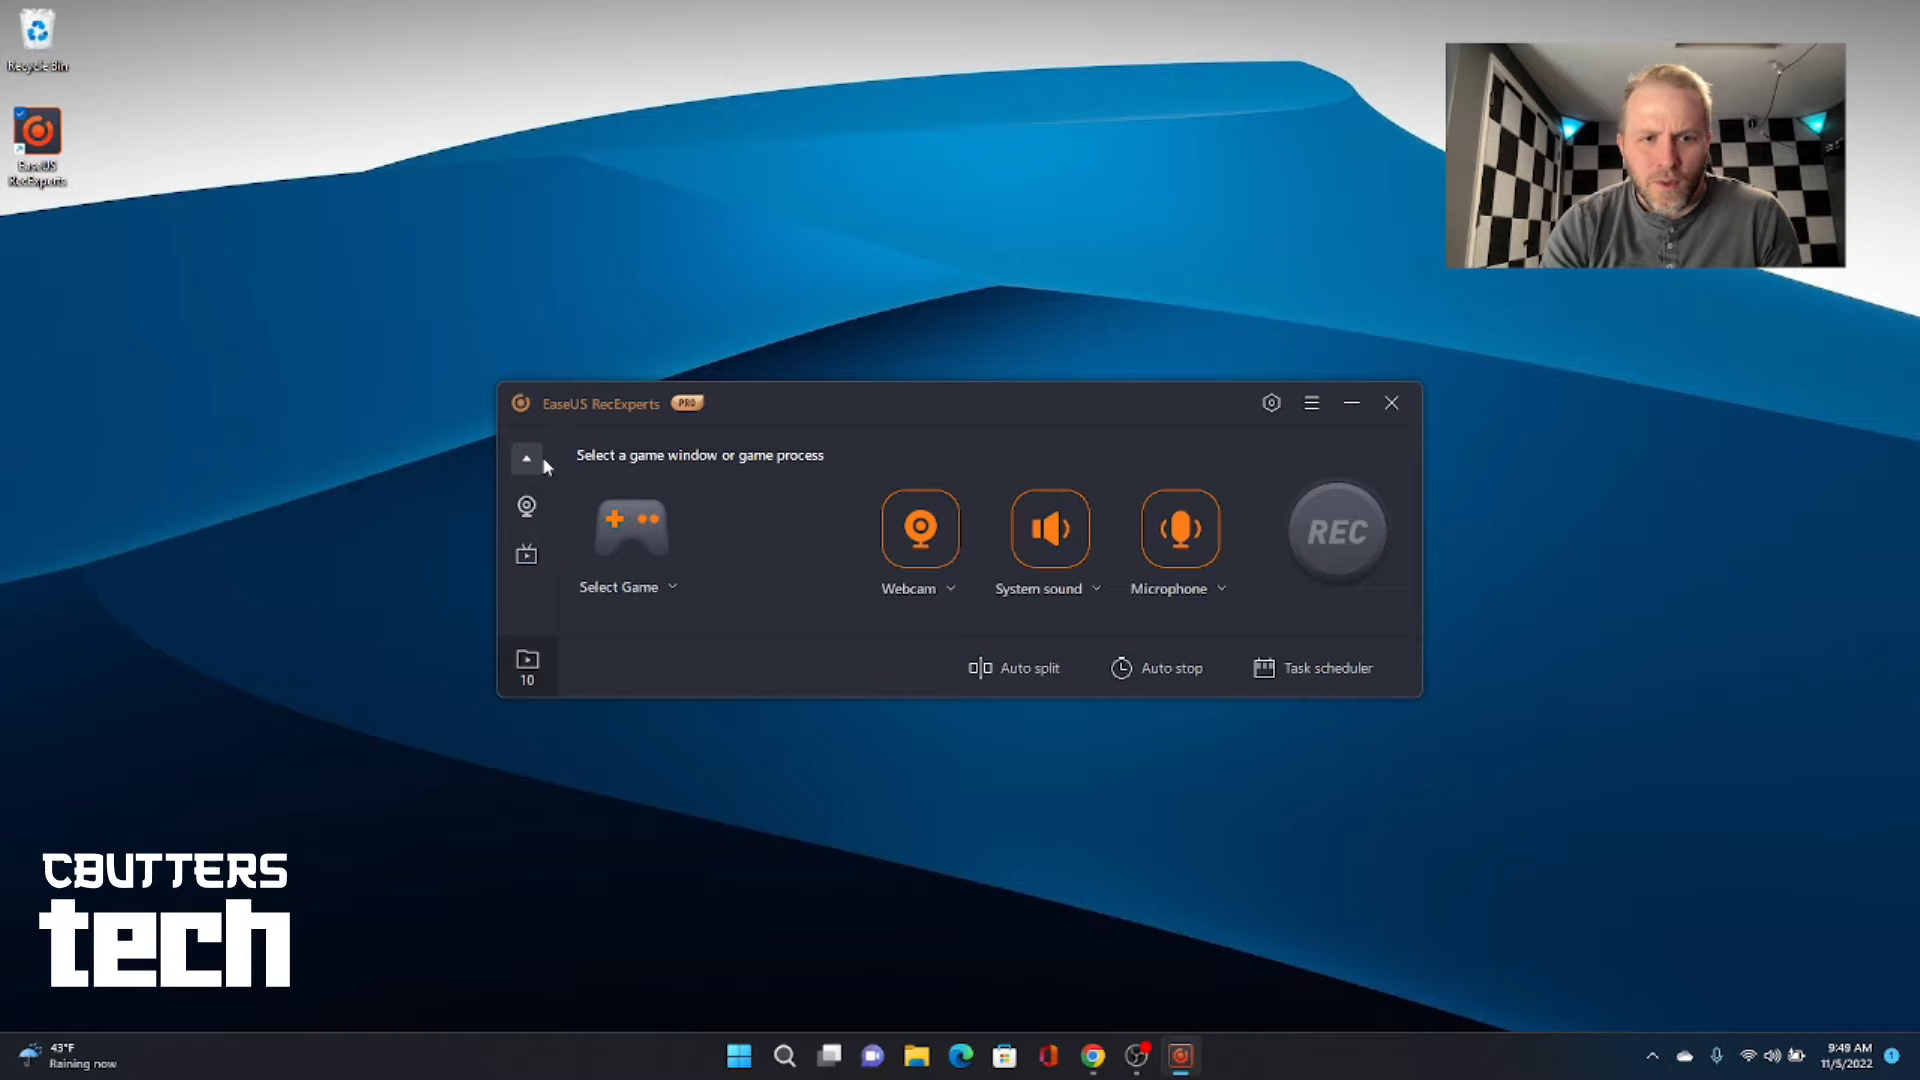 Recycle Bin
EaseUS
RecExperts
EaseUS RecExperts PRO
Select a game window or game process
REC
Select Game
Webcam
System sound
Microphone
10
Auto split
Auto stop
Task scheduler
CBUTTERS
tech
43°F
Raining now
9:49 AM
11/5/2022
1